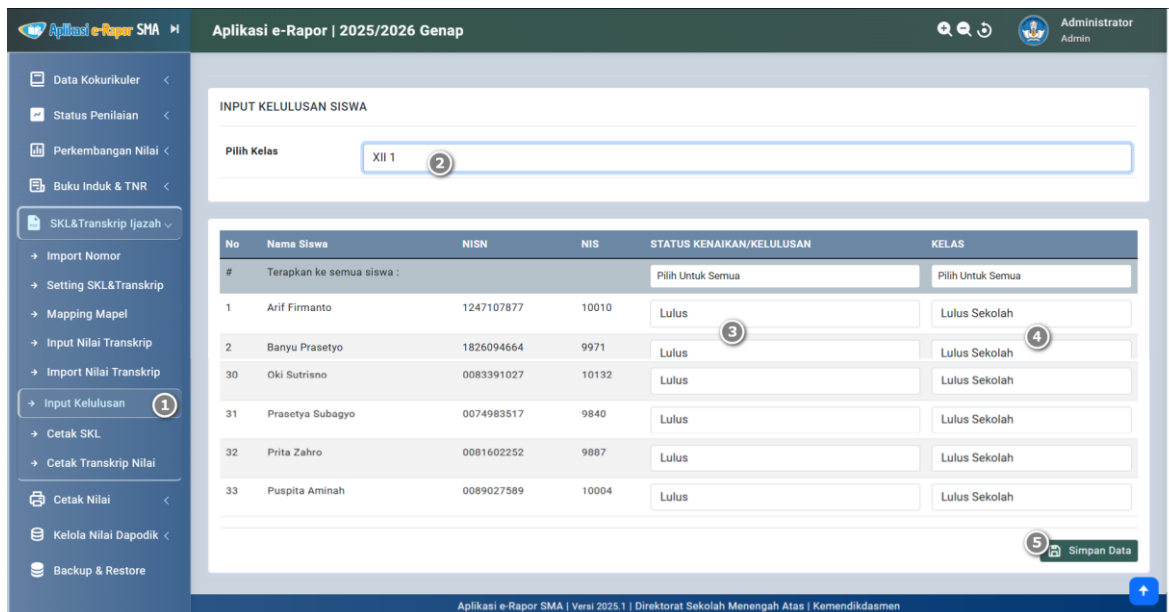 Aplikasi e-Rapor SMA
Aplikasi e-Rapor | 2025/2026 Genap
Administrator
Admin
Data Kokurikuler
Status Penilaian
Perkembangan Nilai
Buku Induk & TNR
SKL&Transkrip Ijazah
Import Nomor
Setting SKL&Transkrip
Mapping Mapel
Input Nilai Transkrip
Import Nilai Transkrip
Input Kelulusan 1
Cetak SKL
Cetak Transkrip Nilai
Cetak Nilai
Kelola Nilai Dapodik
Backup & Restore
INPUT KELULUSAN SISWA
Pilih Kelas XII 1 2
No Nama Siswa NISN NIS STATUS KENAIKAN/KELULUSAN KELAS
# Terapkan ke semua siswa : Pilih Untuk Semua Pilih Untuk Semua
1 Arif Firmanto 1247107877 10010 Lulus Lulus Sekolah
3 4
2 Banyu Prasetyo 1826094664 9971 Lulus Lulus Sekolah
30 Oki Sutrisno 0083391027 10132 Lulus Lulus Sekolah
31 Prasetya Subagyo 0074983517 9840 Lulus Lulus Sekolah
32 Prita Zahro 0081602252 9887 Lulus Lulus Sekolah
33 Puspita Aminah 0089027589 10004 Lulus Lulus Sekolah
5 Simpan Data
Aplikasi e-Rapor SMA | Versi 2025.1 | Direktorat Sekolah Menengah Atas | Kemendikdasmen